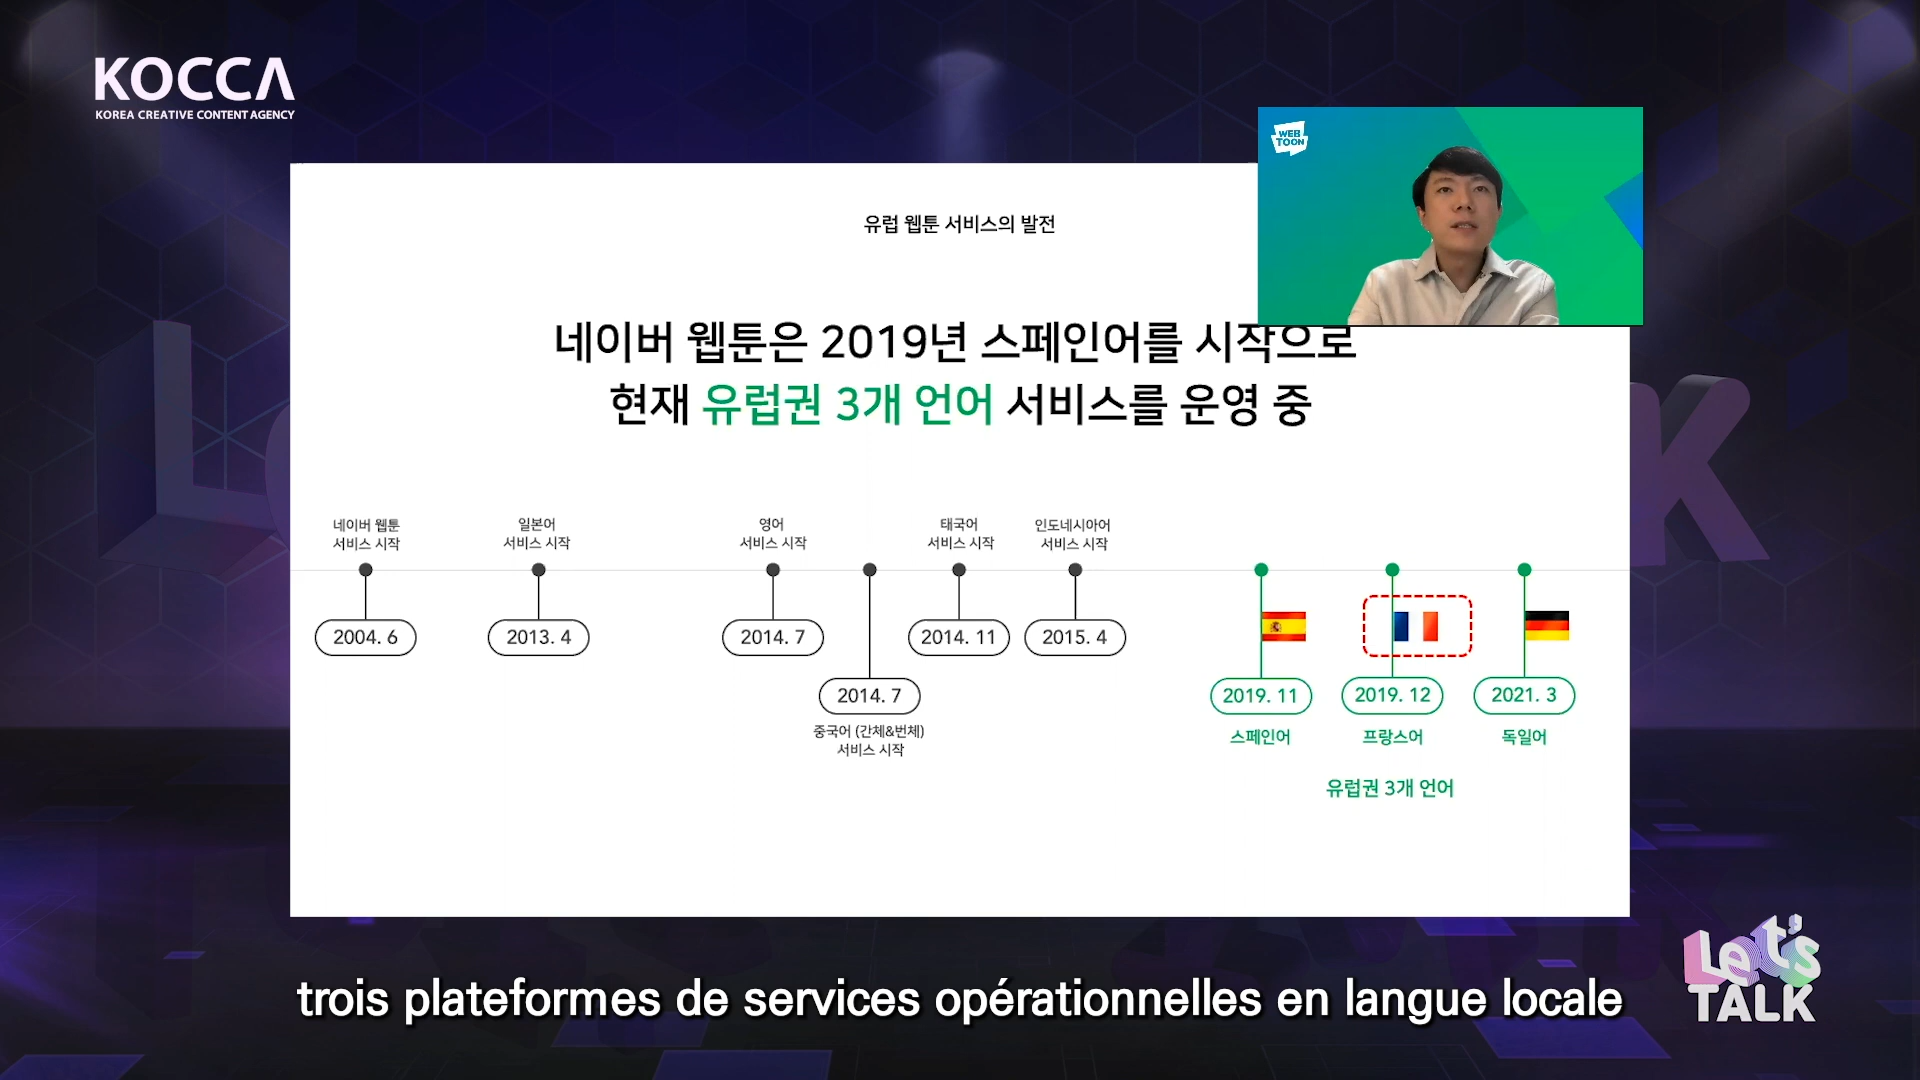 KOCCA
KOREA CREATIVE CONTENT AGENCY
WEB
TOON
유럽 웹툰 서비스의 발전
네이버 웹툰은 2019년 스페인어를 시작으로
현재 유럽권 3개 언어 서비스를 운영 중
네이버 웹툰
서비스 시작
일본어
서비스 시작
영어
서비스 시작
태국어
서비스 시작
인도네시아어
서비스 시작
2004. 6
2013. 4
2014. 7
2014. 11
2015. 4
2014. 7
중국어 (간체&번체)
서비스 시작
2019. 11
2019. 12
2021. 3
스페인어
프랑스어
독일어
유럽권 3개 언어
trois plateformes de services opérationnelles en langue locale
Let's
TALK